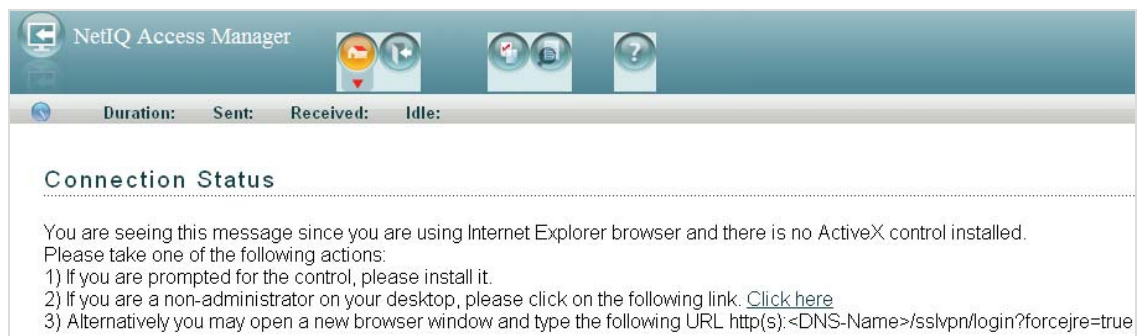 NetIQ Access Manager
?
Duration: Sent: Received: Idle:
Connection Status
You are seeing this message since you are using Internet Explorer browser and there is no ActiveX control installed.
Please take one of the following actions:
1) If you are prompted for the control, please install it.
2) If you are a non-administrator on your desktop, please click on the following link. Click here
3) Alternatively you may open a new browser window and type the following URL http(s):<DNS-Name>/sslvpn/login?forcejre=true